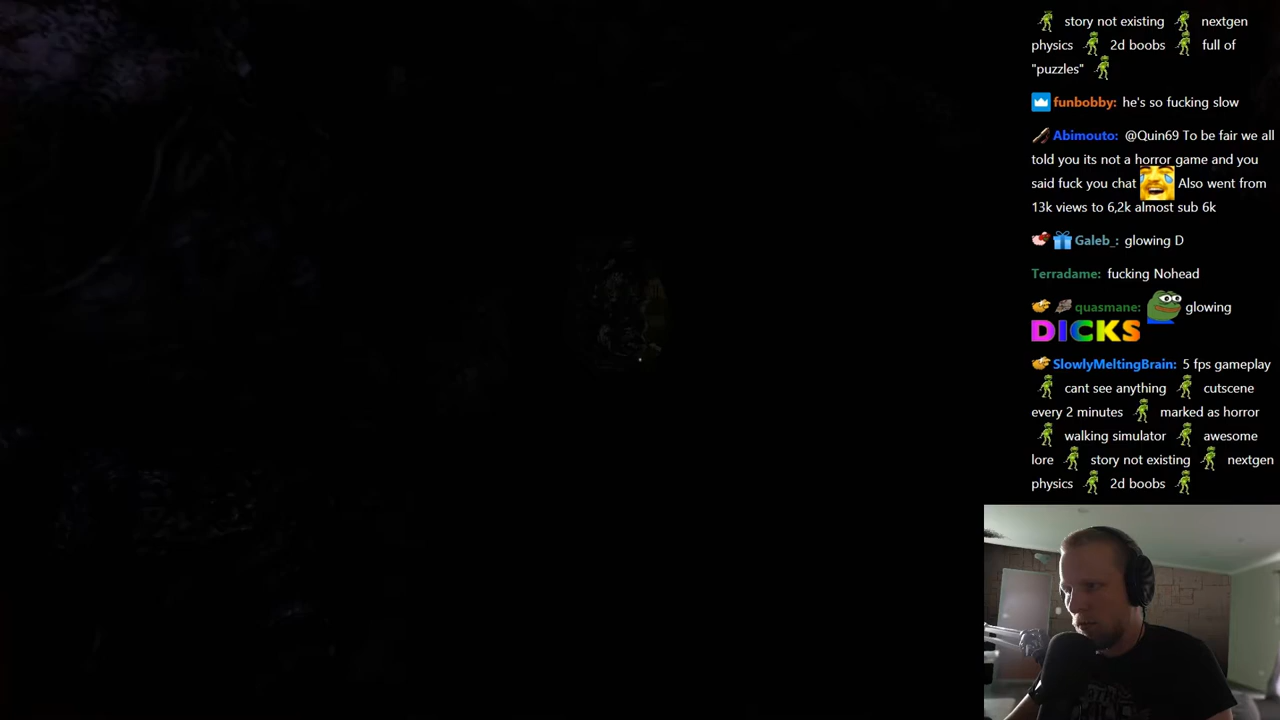 story not existing nextgen
physics 2d boobs full of
"puzzles"
funbobby: he's so fucking slow
Abimouto: @Quin69 To be fair we all
told you its not a horror game and you
said fuck you chat Also went from
13k views to 6,2k almost sub 6k
Galeb_: glowing D
Terradame: fucking Nohead
quasmane: glowing
DICKS
SlowlyMeltingBrain: 5 fps gameplay
cant see anything cutscene
every 2 minutes marked as horror
walking simulator awesome
lore story not existing nextgen
physics 2d boobs